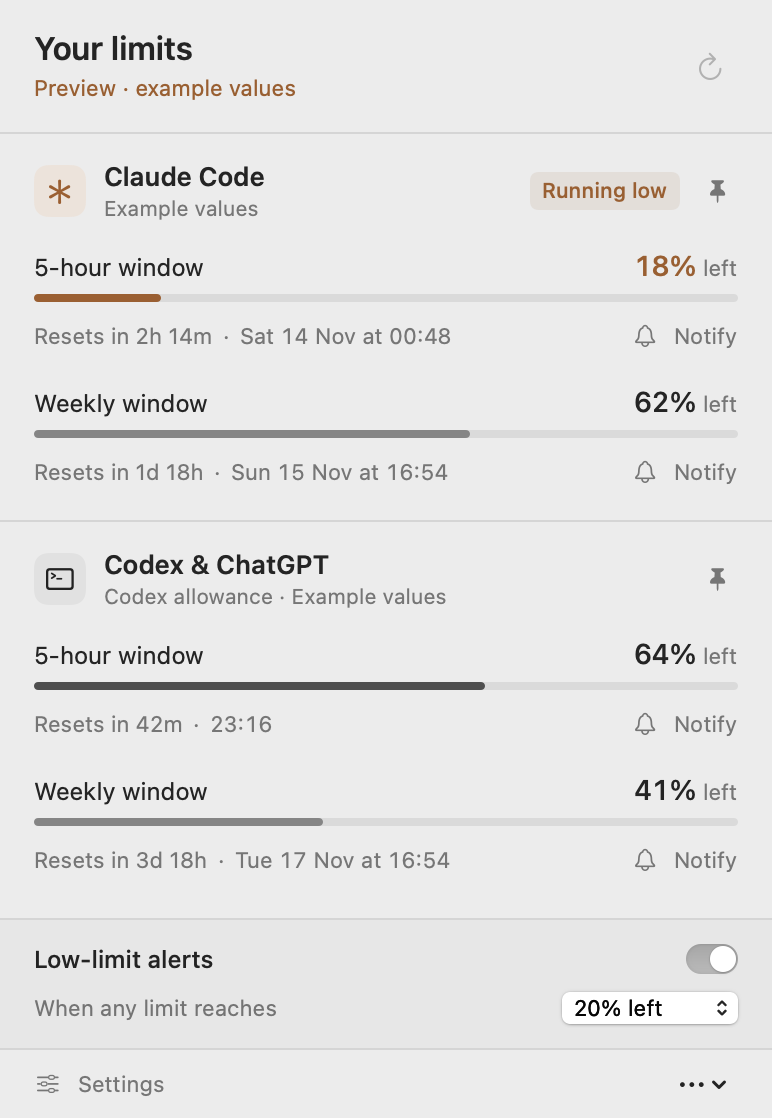 Your limits
Preview · example values
Claude Code
Running low
Example values
5-hour window
18% left
Resets in 2h 14m · Sat 14 Nov at 00:48
Notify
Weekly window
62% left
Resets in 1d 18h · Sun 15 Nov at 16:54
Notify
Codex & ChatGPT
Codex allowance · Example values
5-hour window
64% left
Resets in 42m · 23:16
Notify
Weekly window
41% left
Resets in 3d 18h · Tue 17 Nov at 16:54
Notify
Low-limit alerts
When any limit reaches
20% left
Settings